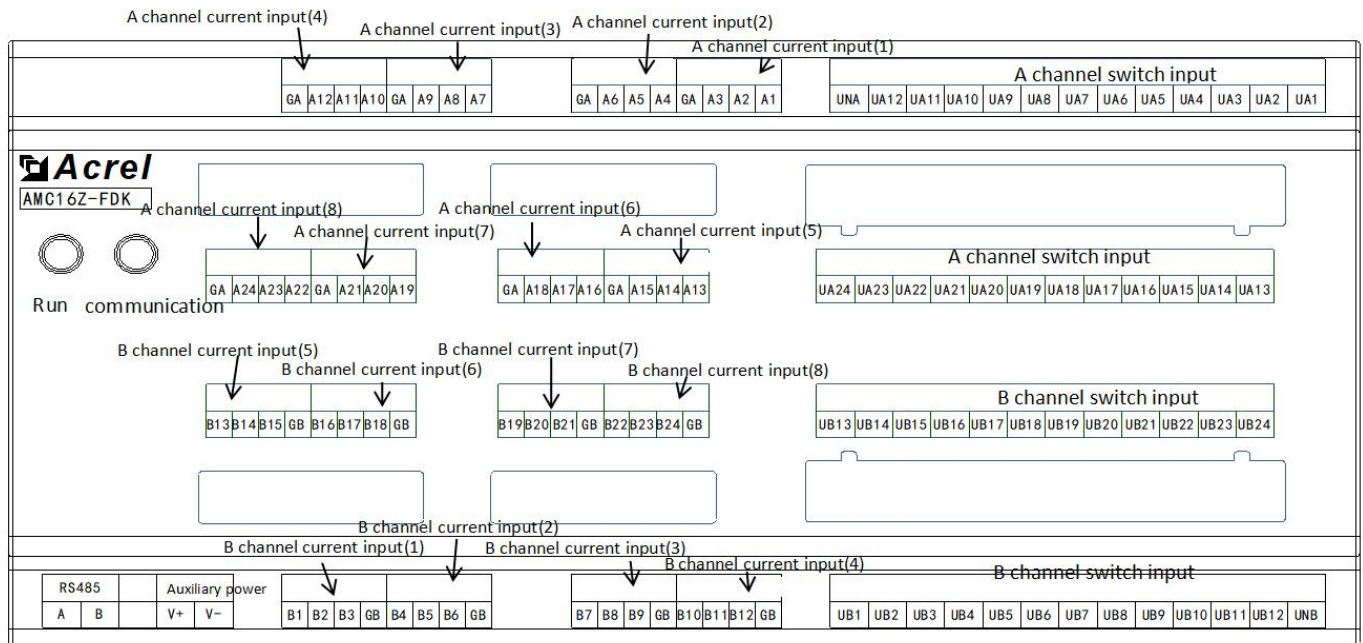 A channel current input(4)
A channel current input(3)
A channel current input(2)
A channel current input(1)
A channel switch input
GA A12 A11 A10 GA A9 A8 A7
GA A6 A5 A4 GA A3 A2 A1
UNA UA12 UA11 UA10 UA9 UA8 UA7 UA6 UA5 UA4 UA3 UA2 UA1
Acrel
AMC16Z-FDK
Run communication
A channel current input(8)
A channel current input(7)
A channel current input(6)
A channel current input(5)
A channel switch input
GA A24 A23 A22 GA A21 A20 A19
GA A18 A17 A16 GA A15 A14 A13
UA24 UA23 UA22 UA21 UA20 UA19 UA18 UA17 UA16 UA15 UA14 UA13
B channel current input(5)
B channel current input(6)
B channel current input(7)
B channel current input(8)
B channel switch input
B13 B14 B15 GB B16 B17 B18 GB
B19 B20 B21 GB B22 B23 B24 GB
UB13 UB14 UB15 UB16 UB17 UB18 UB19 UB20 UB21 UB22 UB23 UB24
B channel current input(1)
B channel current input(2)
B channel current input(3)
B channel current input(4)
B channel switch input
RS485 Auxiliary power
A B V+ V-
B1 B2 B3 GB B4 B5 B6 GB
B7 B8 B9 GB B10 B11 B12 GB
UB1 UB2 UB3 UB4 UB5 UB6 UB7 UB8 UB9 UB10 UB11 UB12 UNB